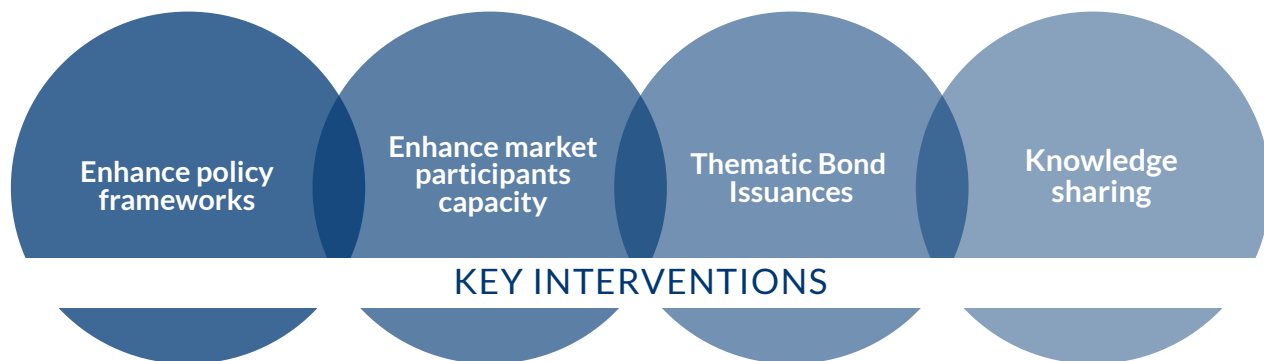 Enhance policy
frameworks
Enhance market
participants
capacity
Thematic Bond
Issuances
Knowledge
sharing
KEY INTERVENTIONS